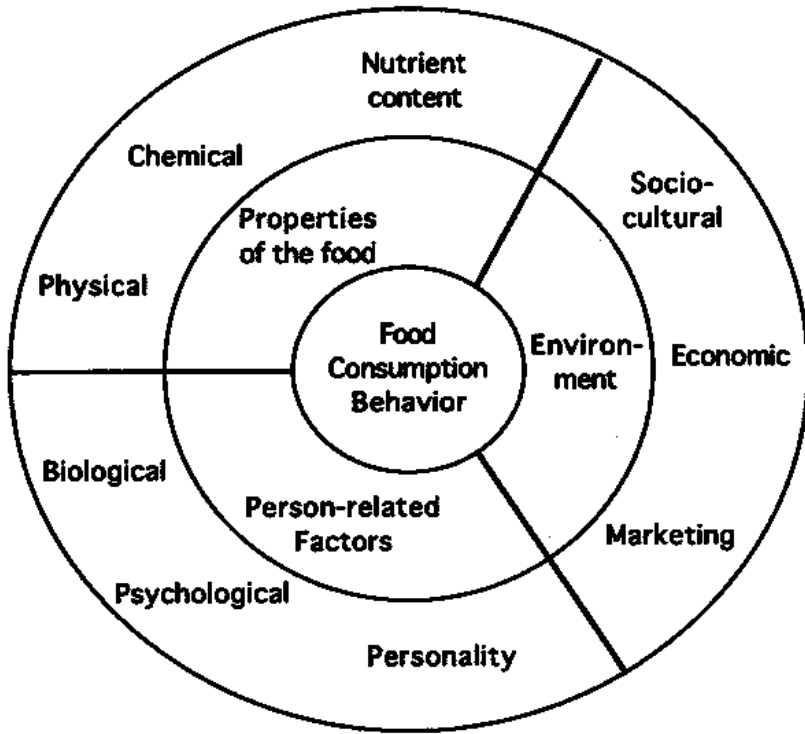 Nutrient
content
Chemical
Physical
Properties
of the food
Socio-
cultural
Economic
Marketing
Environ-
ment
Food
Consumption
Behavior
Biological
Psychological
Personality
Person-related
Factors